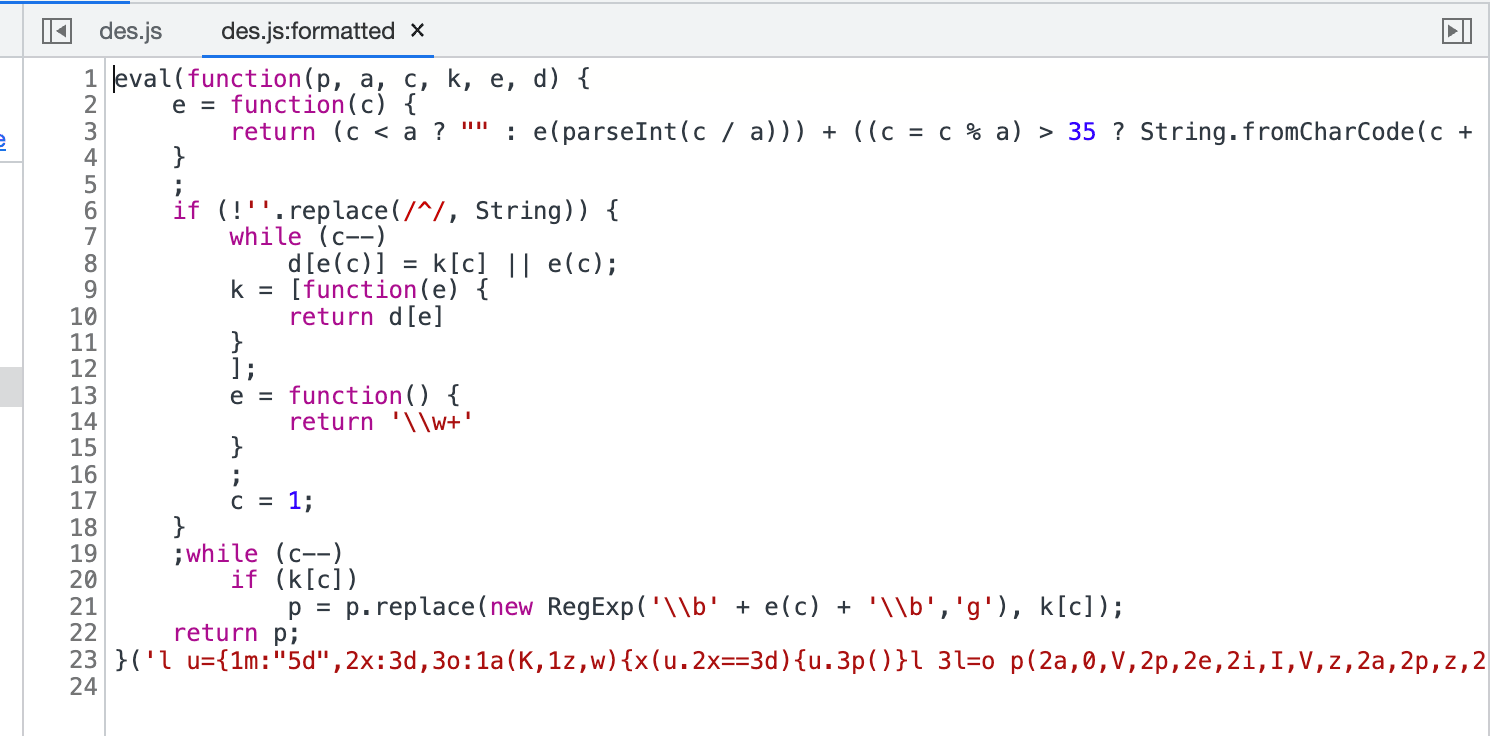 des.js des.js:formatted ×
1 eval(function(p, a, c, k, e, d) {
2     e = function(c) {
3         return (c < a ? "" : e(parseInt(c / a))) + ((c = c % a) > 35 ? String.fromCharCode(c +
4     }
5     ;
6     if (!''.replace(/^/, String)) {
7         while (c--)
8             d[e(c)] = k[c] || e(c);
9         k = [function(e) {
10             return d[e]
11         }
12         ];
13         e = function() {
14             return '\\w+'
15         }
16         ;
17         c = 1;
18     }
19     ;while (c--)
20         if (k[c])
21             p = p.replace(new RegExp('\\b' + e(c) + '\\b','g'), k[c]);
22     return p;
23 }('l u={1m:"5d",2x:3d,3o:1a(K,1z,w){x(u.2x==3d){u.3p()}l 3l=o p(2a,0,V,2p,2e,2i,I,V,z,2a,2p,z,2
24